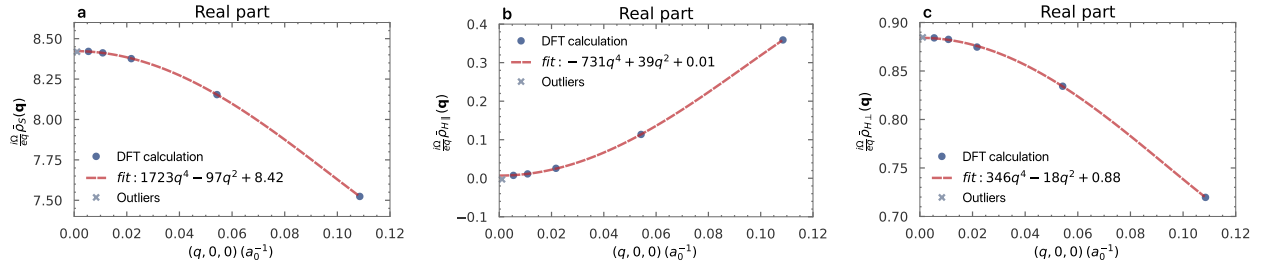 a
Real part
8.50
8.25
8.00
7.75
7.50
iΩ/eq ρ̄_S(q)
DFT calculation
fit: 1723q⁴ − 97q² + 8.42
Outliers
0.00 0.02 0.04 0.06 0.08 0.10 0.12
(q, 0, 0) (a₀⁻¹)
b
Real part
0.4
0.3
0.2
0.1
0.0
−0.1
iΩ/eq ρ̄_H∥(q)
DFT calculation
fit: − 731q⁴ + 39q² + 0.01
Outliers
0.00 0.02 0.04 0.06 0.08 0.10 0.12
(q, 0, 0) (a₀⁻¹)
c
Real part
0.90
0.85
0.80
0.75
0.70
iΩ/eq ρ̄_H⊥(q)
DFT calculation
fit: 346q⁴ − 18q² + 0.88
Outliers
0.00 0.02 0.04 0.06 0.08 0.10 0.12
(q, 0, 0) (a₀⁻¹)